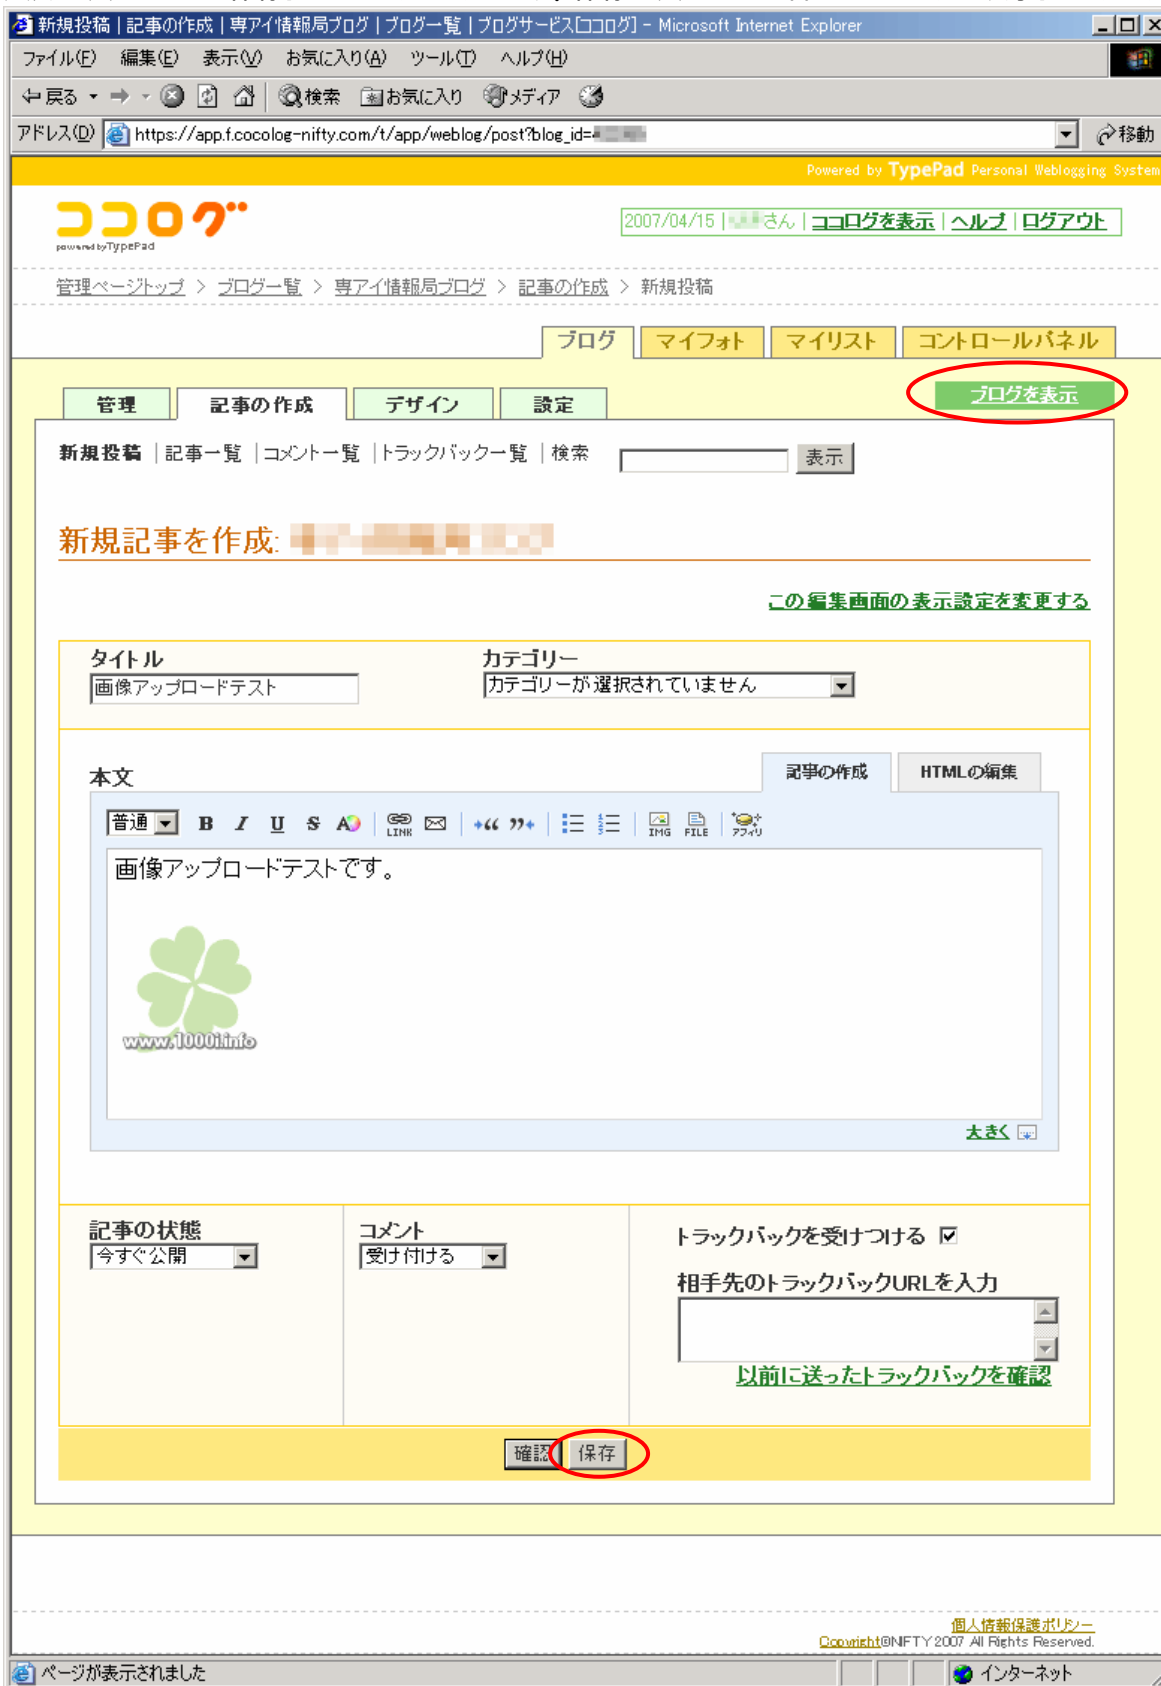 新規投稿 | 記事の作成 | 専アイ情報局ブログ | ブログ一覧 | ブログサービス[ココログ] - Microsoft Internet Explorer
ファイル(F) 編集(E) 表示(V) お気に入り(A) ツール(T) ヘルプ(H)
戻る 検索 お気に入り メディア
アドレス(D) https://app.f.cocolog-nifty.com/t/app/weblog/post?blog_id= 移動
Powered by TypePad Personal Weblogging System
ココログ
powered by TypePad
2007/04/15 | さん | ココログを表示 | ヘルプ | ログアウト
管理ページトップ > ブログ一覧 > 専アイ情報局ブログ > 記事の作成 > 新規投稿
ブログ マイフォト マイリスト コントロールパネル
ブログを表示
管理 記事の作成 デザイン 設定
新規投稿 | 記事一覧 | コメント一覧 | トラックバック一覧 | 検索 表示
新規記事を作成:
この編集画面の表示設定を変更する
タイトル カテゴリー
画像アップロードテスト カテゴリーが選択されていません
本文 記事の作成 HTMLの編集
普通 B I U S A LINK IMG FILE アフィリ
画像アップロードテストです。
www.1000i.info
大きく
記事の状態 コメント トラックバックを受けつける
今すぐ公開 受け付ける
相手先のトラックバックURLを入力
以前に送ったトラックバックを確認
確認 保存
個人情報保護ポリシー
Copyright©NIFTY 2007 All Rights Reserved.
ページが表示されました インターネット